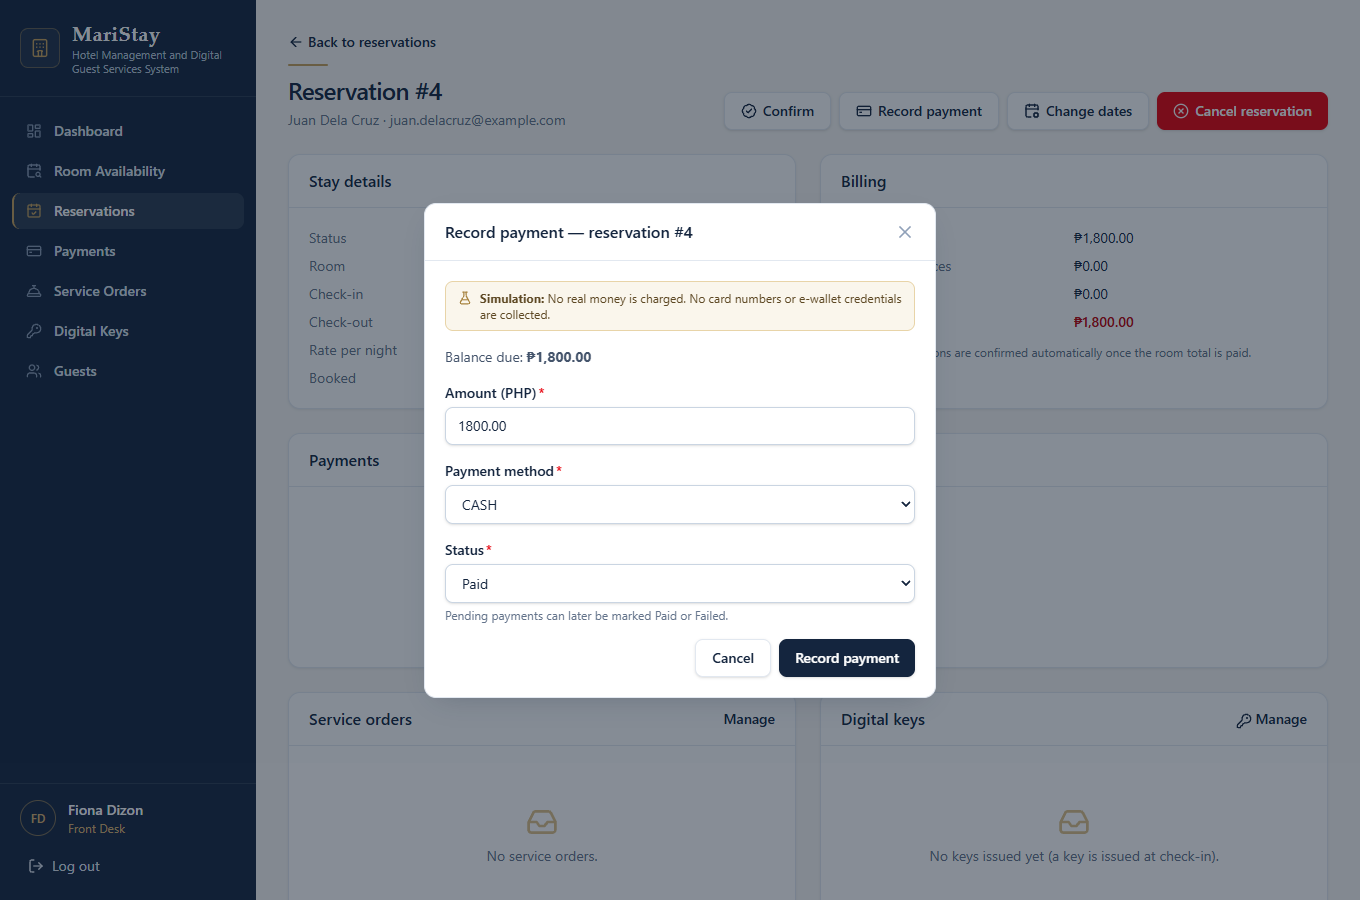 MariStay
Hotel Management and Digital
Guest Services System
Dashboard
Room Availability
Reservations
Payments
Service Orders
Digital Keys
Guests
FD
Fiona Dizon
Front Desk
Log out
Back to reservations
Reservation #4
Juan Dela Cruz · juan.delacruz@example.com
Confirm
Record payment
Change dates
Cancel reservation
Stay details
Status
Room
Check-in
Check-out
Rate per night
Booked
Billing
₱1,800.00
₱0.00
₱0.00
₱1,800.00
are confirmed automatically once the room total is paid.
Record payment — reservation #4
Simulation: No real money is charged. No card numbers or e-wallet credentials
are collected.
Balance due: ₱1,800.00
Amount (PHP) *
1800.00
Payment method *
CASH
Status *
Paid
Pending payments can later be marked Paid or Failed.
Cancel
Record payment
Payments
Service orders
Manage
No service orders.
Digital keys
Manage
No keys issued yet (a key is issued at check-in).